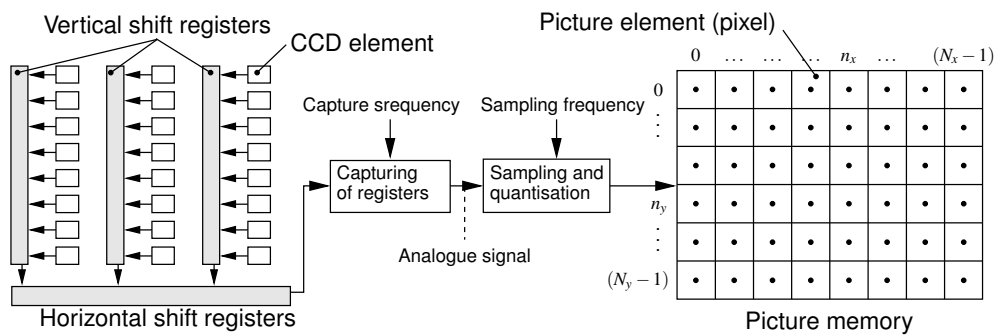 Vertical shift registers
CCD element
Picture element (pixel)
0 ... ... ... n_x ... (N_x − 1)
0
Capture srequency
Sampling frequency
⋮
Capturing
of registers
Sampling and
quantisation
n_y
⋮
Analogue signal
(N_y − 1)
Horizontal shift registers
Picture memory